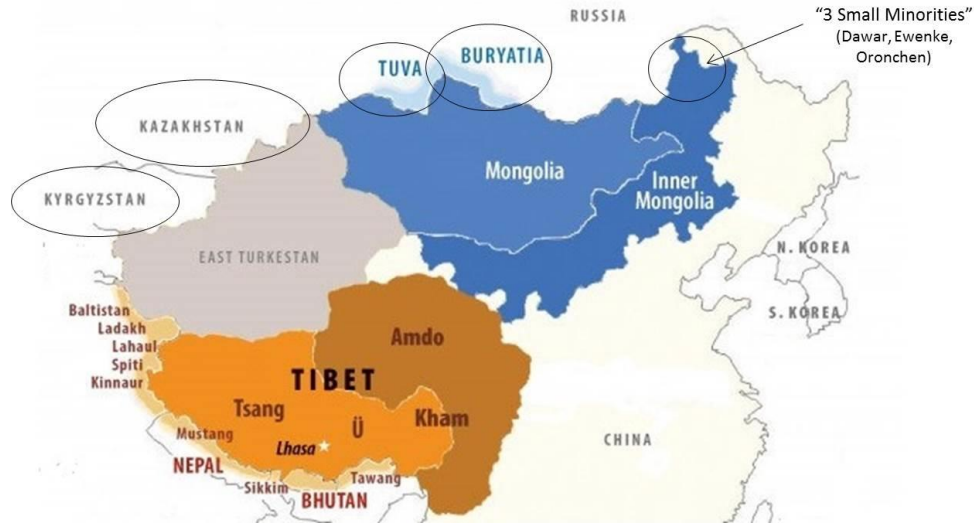 RUSSIA
“3 Small Minorities”
(Dawar, Ewenke,
Oronchen)
TUVA
BURYATIA
KAZAKHSTAN
KYRGYZSTAN
Mongolia
Inner
Mongolia
EAST TURKESTAN
N. KOREA
S. KOREA
Baltistan
Ladakh
Lahaul
Spiti
Kinnaur
Amdo
TIBET
Tsang
Ü
Kham
Lhasa
CHINA
Mustang
NEPAL
Sikkim
Tawang
BHUTAN